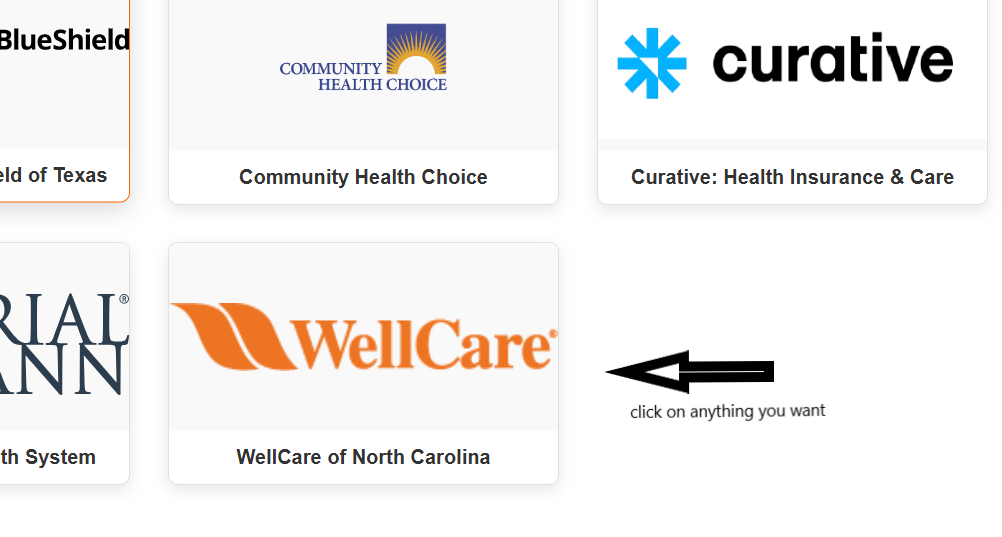 BlueShield
COMMUNITY
HEALTH CHOICE
curative
eld of Texas
Community Health Choice
Curative: Health Insurance & Care
RIAL®
ANN
WellCare®
click on anything you want
th System
WellCare of North Carolina